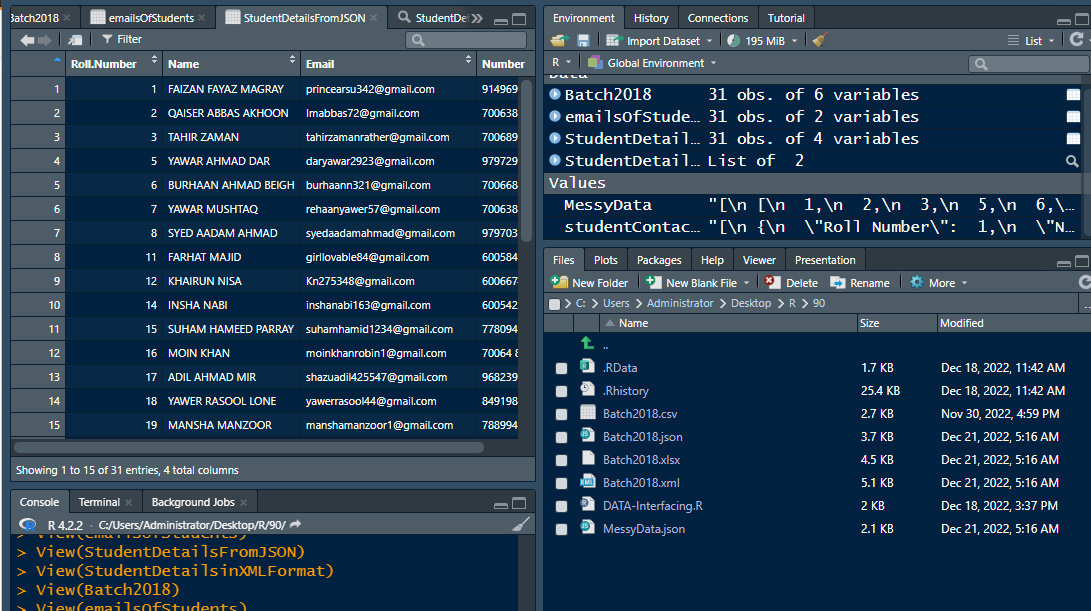 Batch2018 emailsOfStudents StudentDetailsFromJSON StudentDet
Filter
Roll.Number Name Email Number
1 1 FAIZAN FAYAZ MAGRAY princearsu342@gmail.com 914969
2 2 QAISER ABBAS AKHOON Imabbas72@gmail.com 700638
3 3 TAHIR ZAMAN tahirzamanrather@gmail.com 700689
4 5 YAWAR AHMAD DAR daryawar2923@gmail.com 979729
5 6 BURHAAN AHMAD BEIGH burhaann321@gmail.com 700668
6 7 YAWAR MUSHTAQ rehaanyawer57@gmail.com 700638
7 8 SYED AADAM AHMAD syedaadamahmad@gmail.com 979703
8 11 FARHAT MAJID girllovable84@gmail.com 600584
9 12 KHAIRUN NISA Kn275348@gmail.com 600667
10 14 INSHA NABI inshanabi163@gmail.com 600542
11 15 SUHAM HAMEED PARRAY suhamhamid1234@gmail.com 778094
12 16 MOIN KHAN moinkhanrobin1@gmail.com 70064 8
13 17 ADIL AHMAD MIR shazuadil425547@gmail.com 968239
14 18 YAWER RASOOL LONE yawerrasool44@gmail.com 849198
15 19 MANSHA MANZOOR manshamanzoor1@gmail.com 788994
Showing 1 to 15 of 31 entries, 4 total columns
Console Terminal Background Jobs
R 4.2.2 · C:/Users/Administrator/Desktop/R/90/
> View(emailsOfStudents)
> View(StudentDetailsFromJSON)
> View(StudentDetailsinXMLFormat)
> View(Batch2018)
> View(emailsOfStudents)
Environment History Connections Tutorial
Import Dataset 195 MiB List
R Global Environment
Data
Batch2018 31 obs. of 6 variables
emailsOfStude... 31 obs. of 2 variables
StudentDetail... 31 obs. of 4 variables
StudentDetail... List of 2
Values
MessyData "[\n [\n 1,\n 2,\n 3,\n 5,\n 6,\...
studentContac... "[\n {\n \"Roll Number\": 1,\n \"N...
Files Plots Packages Help Viewer Presentation
New Folder New Blank File Delete Rename More
C: > Users > Administrator > Desktop > R > 90 ...
Name Size Modified
..
.RData 1.7 KB Dec 18, 2022, 11:42 AM
.Rhistory 25.4 KB Dec 18, 2022, 11:42 AM
Batch2018.csv 2.7 KB Nov 30, 2022, 4:59 PM
Batch2018.json 3.7 KB Dec 21, 2022, 5:16 AM
Batch2018.xlsx 4.5 KB Dec 21, 2022, 5:16 AM
Batch2018.xml 5.1 KB Dec 21, 2022, 5:16 AM
DATA-Interfacing.R 2 KB Dec 18, 2022, 3:37 PM
MessyData.json 2.1 KB Dec 21, 2022, 5:16 AM